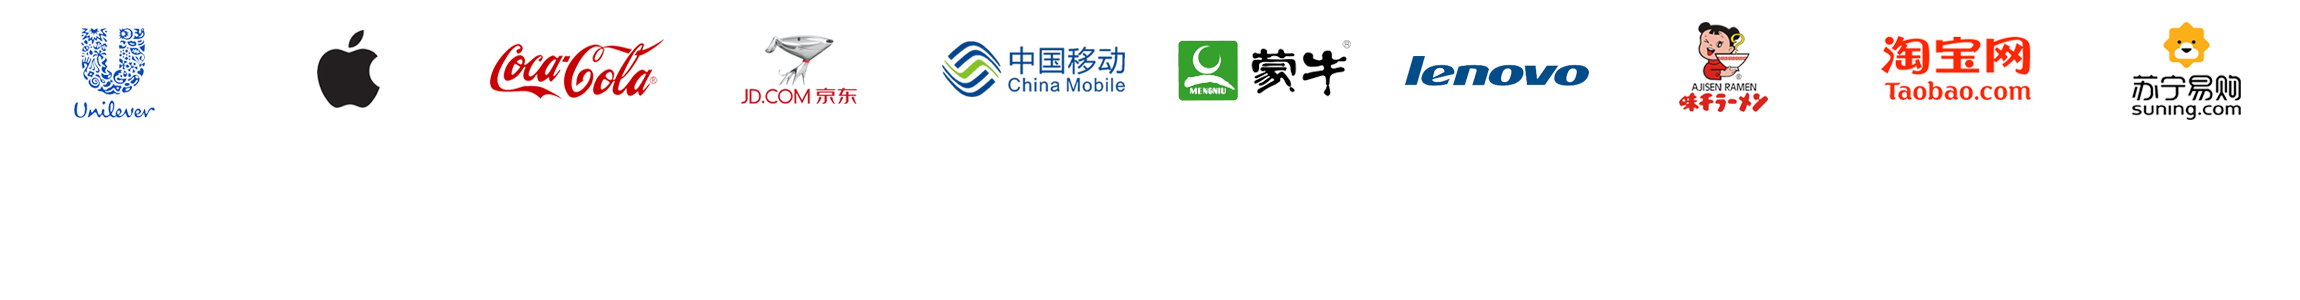 Unilever
Coca-Cola®
JD.COM 京东
中国移动
China Mobile
MENGNIU
蒙牛®
lenovo
®
AJISEN RAMEN
味千ラーメン
淘宝网
Taobao.com
苏宁易购
suning.com